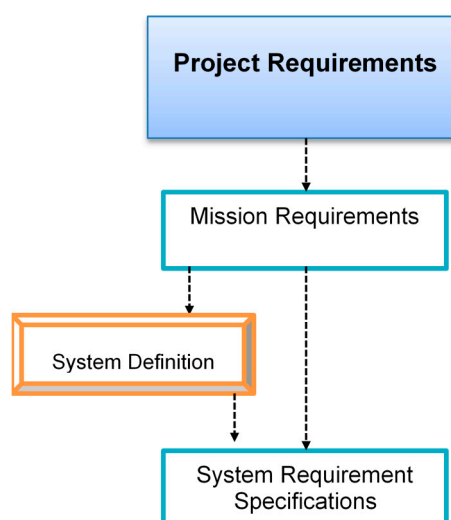 Project Requirements
Mission Requirements
System Definition
System Requirement
Specifications